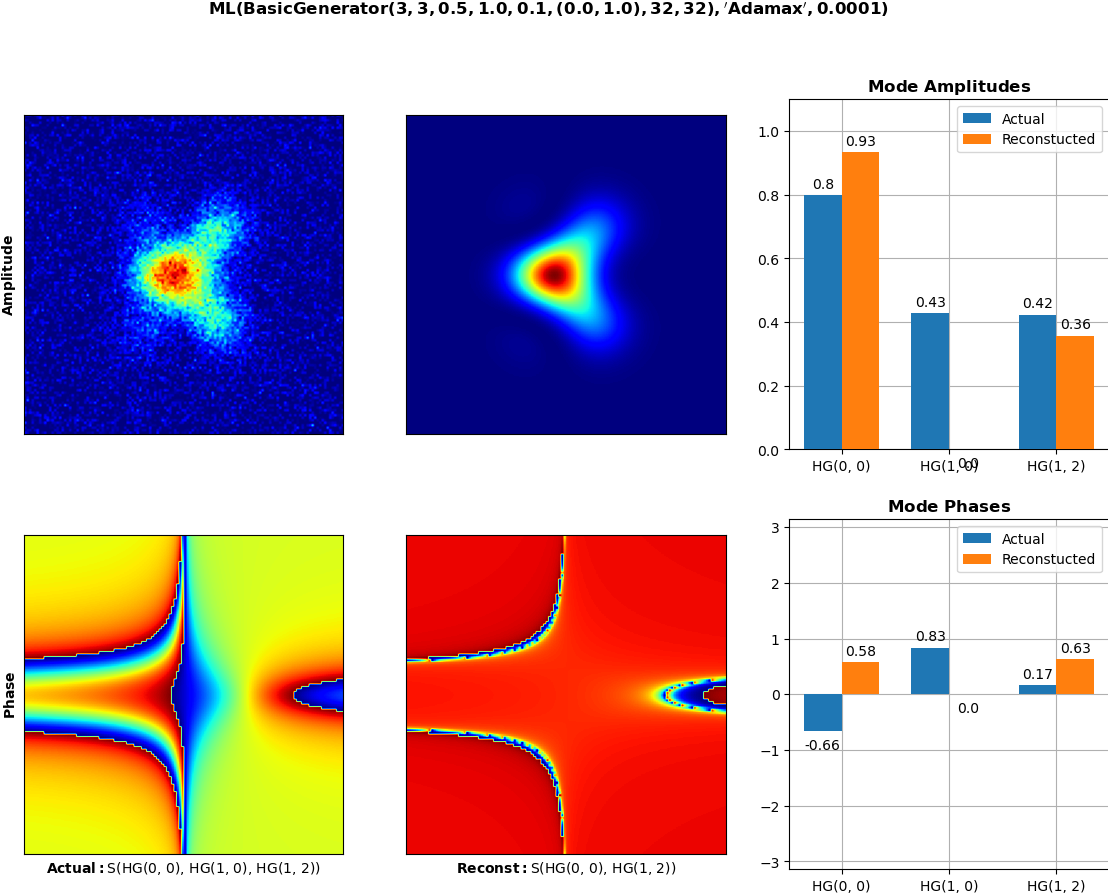 ML(BasicGenerator(3, 3, 0.5, 1.0, 0.1, (0.0, 1.0), 32, 32), 'Adamax', 0.0001)
Amplitude
Mode Amplitudes
Actual
Reconstucted
1.0
0.8
0.6
0.4
0.2
0.0
0.8
0.93
0.43
0.0
0.42
0.36
HG(0, 0)
HG(1, 0)
HG(1, 2)
Phase
Actual: S(HG(0, 0), HG(1, 0), HG(1, 2))
Reconst: S(HG(0, 0), HG(1, 2))
Mode Phases
Actual
Reconstucted
3
2
1
0
−1
−2
−3
-0.66
0.58
0.83
0.0
0.17
0.63
HG(0, 0)
HG(1, 0)
HG(1, 2)